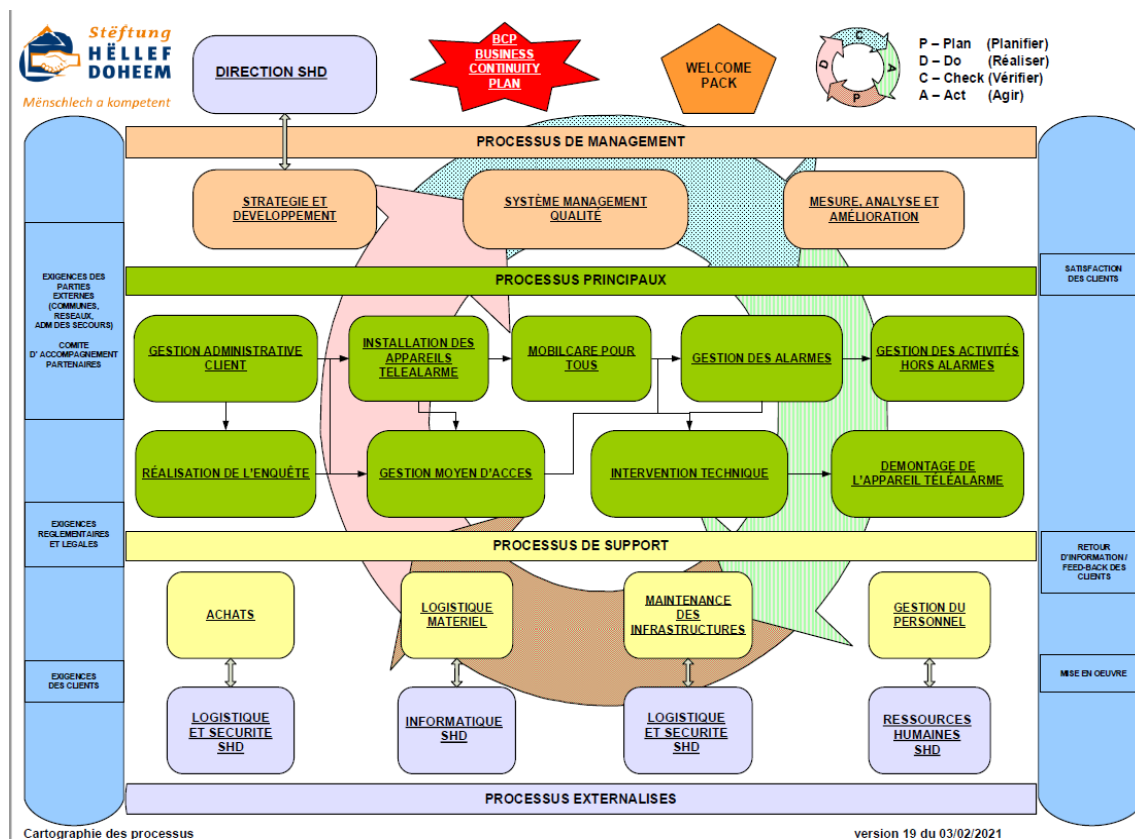 Stëftung
HËLLEF
DOHEEM
Mënschlech a kompetent
DIRECTION SHD
BCP
BUSINESS
CONTINUITY
PLAN
WELCOME
PACK
C
D
A
P
P – Plan (Planifier)
D – Do (Réaliser)
C – Check (Vérifier)
A – Act (Agir)
PROCESSUS DE MANAGEMENT
STRATEGIE ET
DEVELOPPEMENT
SYSTÈME MANAGEMENT
QUALITÉ
MESURE, ANALYSE ET
AMÉLIORATION
EXIGENCES DES
PARTIES
EXTERNES
(COMMUNES,
RESEAUX,
ADM DES SECOURS)
COMITE
D' ACCOMPAGNEMENT
PARTENAIRES
EXIGENCES
REGLEMENTAIRES
ET LEGALES
EXIGENCES
DES CLIENTS
PROCESSUS PRINCIPAUX
GESTION ADMINISTRATIVE
CLIENT
INSTALLATION DES
APPAREILS
TELEALARME
MOBILCARE POUR
TOUS
GESTION DES ALARMES
GESTION DES ACTIVITÉS
HORS ALARMES
RÉALISATION DE L'ENQUÊTE
GESTION MOYEN D'ACCES
INTERVENTION TECHNIQUE
DEMONTAGE DE
L'APPAREIL TÉLÉALARME
PROCESSUS DE SUPPORT
ACHATS
LOGISTIQUE
MATERIEL
MAINTENANCE
DES
INFRASTRUCTURES
GESTION DU
PERSONNEL
LOGISTIQUE
ET SECURITE
SHD
INFORMATIQUE
SHD
LOGISTIQUE
ET SECURITE
SHD
RESSOURCES
HUMAINES
SHD
PROCESSUS EXTERNALISES
SATISFACTION
DES CLIENTS
RETOUR
D'INFORMATION /
FEED-BACK DES
CLIENTS
MISE EN OEUVRE
Cartographie des processus
version 19 du 03/02/2021